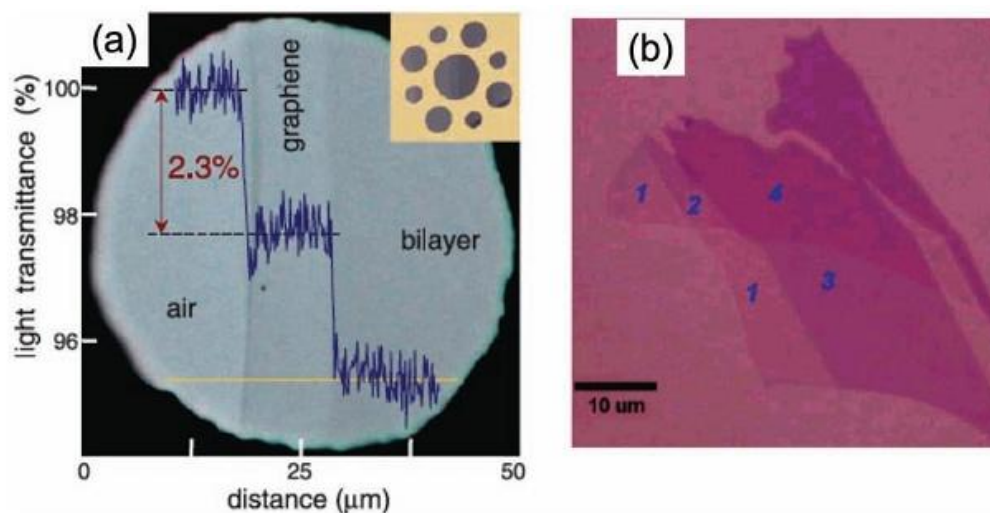 (a)
light transmittance (%)
100
98
96
2.3%
graphene
air
bilayer
0
25
50
distance (μm)
(b)
1
2
4
1
3
10 um